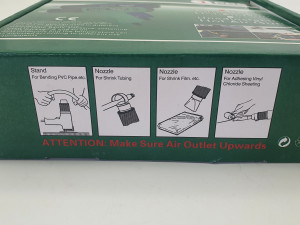 Stand
For Bending PVC Pipe,etc.
Nozzle
For Shrink Tubing
Nozzle
For Shrink Film, etc.
Nozzle
For Adhering Vinyl
Chloride Sheeting
ATTENTION: Make Sure Air Outlet Upwards